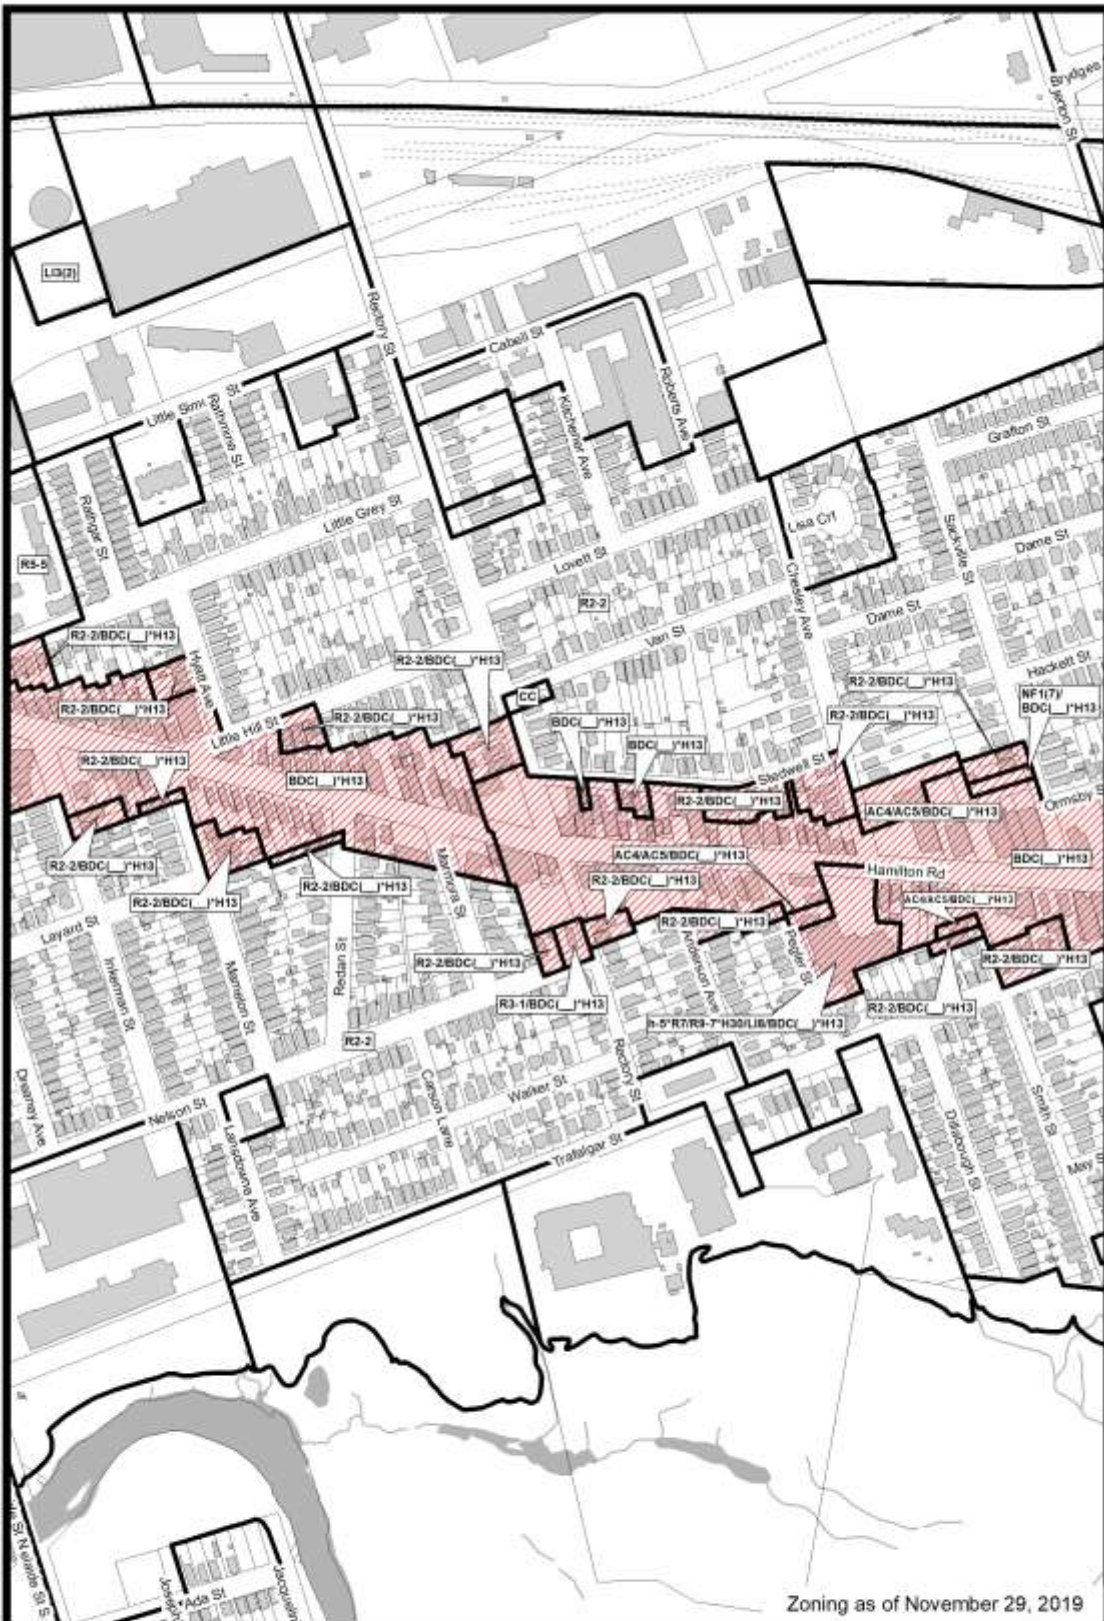 Brydges
LI3(2)
Rectory St
Cabell St
Roberts Ave
Kitchener Ave
Little Simcoe St
Rathmine St
Grafton St
Rathgar St
Little Grey St
Lisa Crt
Sackville St
Dame St
R5-5
Lovett St
Chesley Ave
R2-2
Dame St
Van St
R2-2/BDC(__)*H13
Hackett St
Hyatt Ave
R2-2/BDC(__)*H13
R2-2/BDC(__)*H13
NF1(7)/
BDC(__)*H13
CC
R2-2/BDC(__)*H13
R2-2/BDC(__)*H13
BDC(__)*H13
R2-2/BDC(__)*H13
Little Hill St
BDC(__)*H13
R2-2/BDC(__)*H13
Stedwell St
BDC(__)*H13
R2-2/BDC(__)*H13
Ormsby S
AC4/AC5/BDC(__)*H13
AC4/AC5/BDC(__)*H13
BDC(__)*H13
R2-2/BDC(__)*H13
Hamilton Rd
R2-2/BDC(__)*H13
R2-2/BDC(__)*H13
Marmora St
R2-2/BDC(__)*H13
AC4/AC5/BDC(__)*H13
R2-2/BDC(__)*H13
Layard St
Redan St
R2-2/BDC(__)*H13
Anderson Ave
Pegler St
R2-2/BDC(__)*H13
Inkerman St
Mamelon St
R3-1/BDC(__)*H13
R2-2/BDC(__)*H13
h-5*R7/R9-7*H30/LI8/BDC(__)*H13
R2-2
Rectory St
Dreaney Ave
Carson Lane
Walker St
Nelson St
Smith St
Lansdowne Ave
Dillabough St
Trafalgar St
May S
Ada St
Zoning as of November 29, 2019